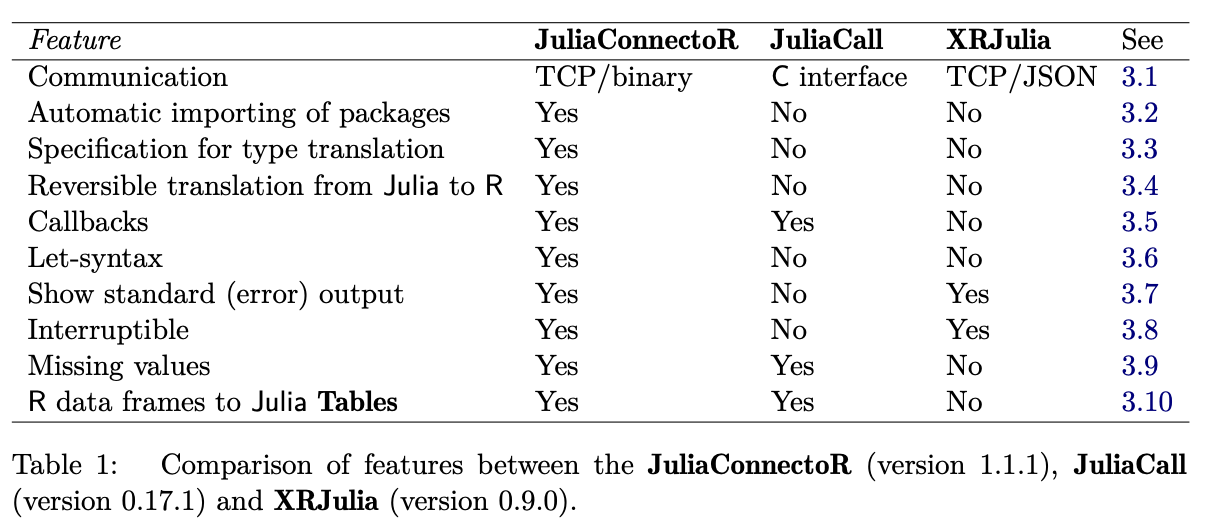 Feature JuliaConnectoR JuliaCall XRJulia See
Communication TCP/binary C interface TCP/JSON 3.1
Automatic importing of packages Yes No No 3.2
Specification for type translation Yes No No 3.3
Reversible translation from Julia to R Yes No No 3.4
Callbacks Yes Yes No 3.5
Let-syntax Yes No No 3.6
Show standard (error) output Yes No Yes 3.7
Interruptible Yes No Yes 3.8
Missing values Yes Yes No 3.9
R data frames to Julia Tables Yes Yes No 3.10
Table 1: Comparison of features between the JuliaConnectoR (version 1.1.1), JuliaCall
(version 0.17.1) and XRJulia (version 0.9.0).